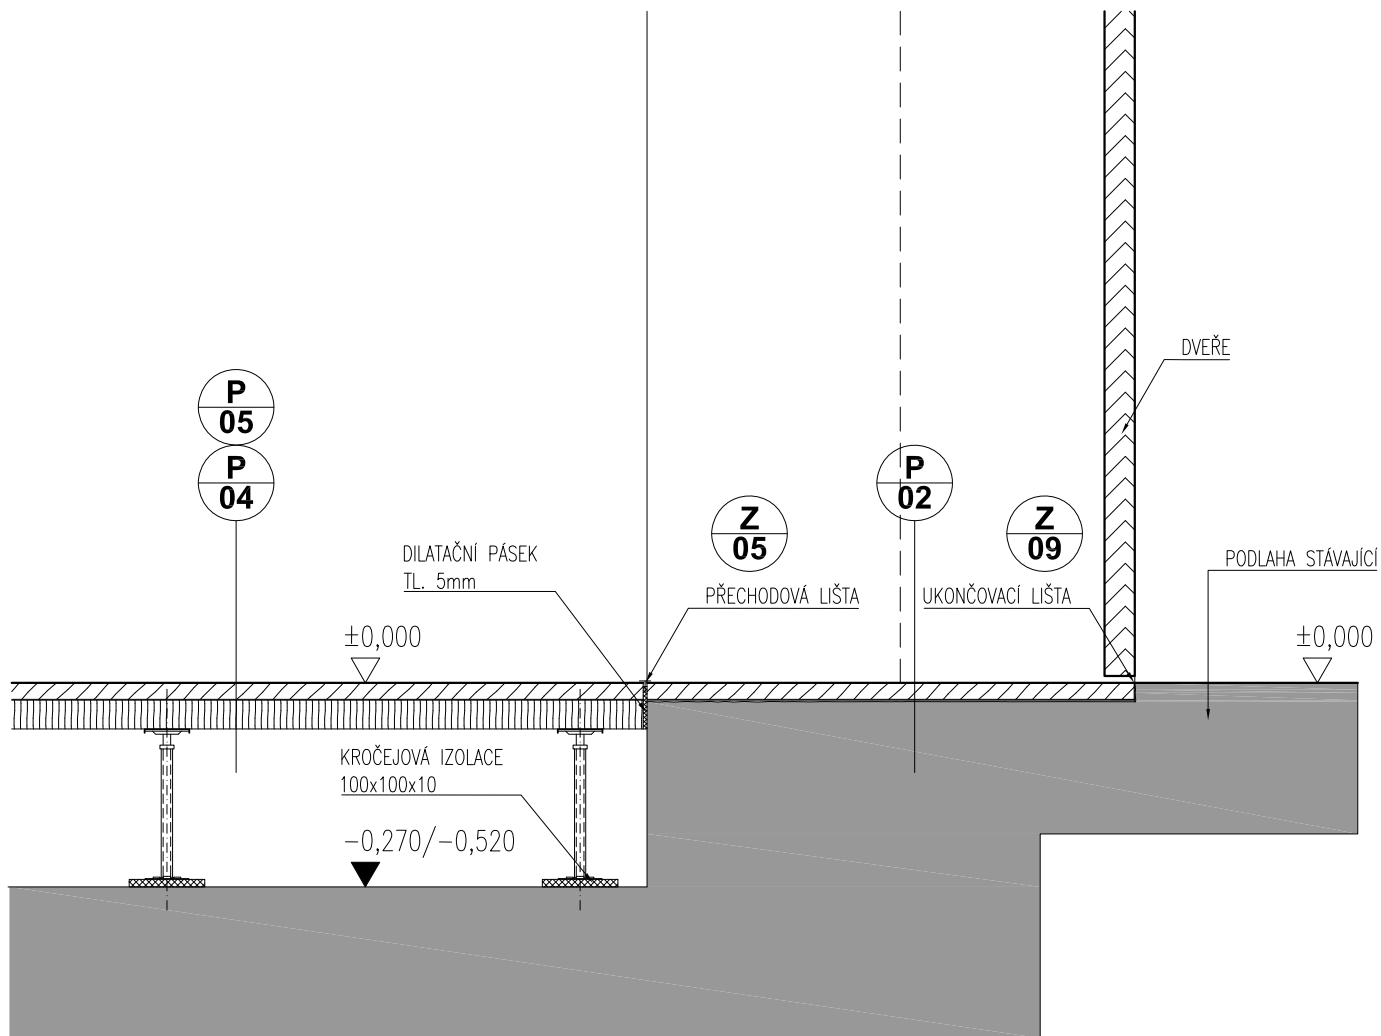 DVEŘE
P
05
P
04
P
02
Z
05
Z
09
DILATAČNÍ PÁSEK
TL. 5mm
PŘECHODOVÁ LIŠTA
UKONČOVACÍ LIŠTA
PODLAHA STÁVAJÍCÍ
±0,000
±0,000
KROČEJOVÁ IZOLACE
100x100x10
-0,270/-0,520